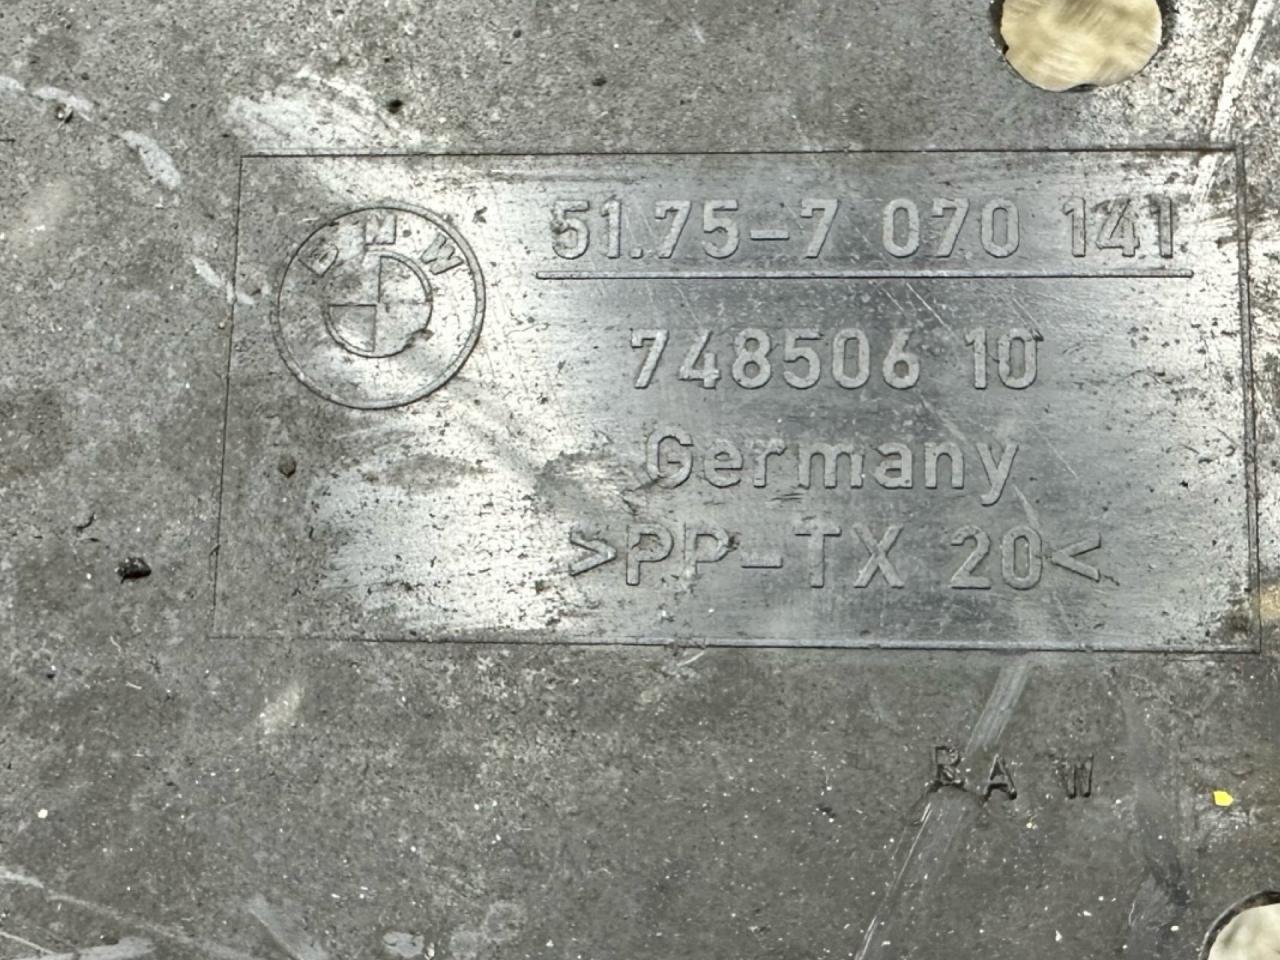 BMW
51.75-7 070 141
748506 10
Germany
>PP-TX 20<
RAW